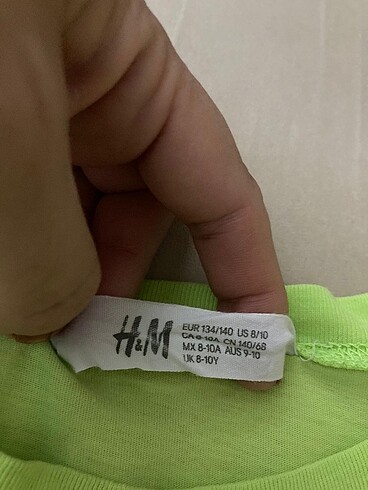 H&M
EUR 134/140 US 8/10
CA 8-10A CN 140/68
MX 8-10A AUS 9-10
UK 8-10Y